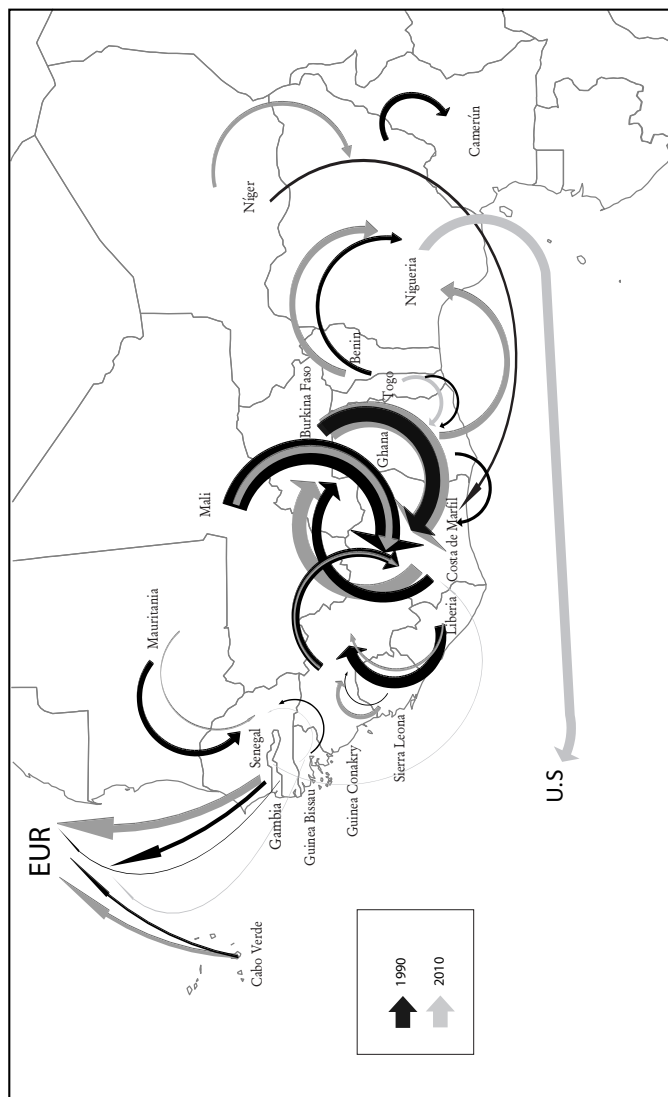 EUR
Mauritania
Mali
Níger
Senegal
Gambia
Guinea Bissau
Guinea Conakry
Sierra Leona
Liberia
Costa de Marfil
Burkina Faso
Ghana
Togo
Benin
Nigueria
Camerún
Cabo Verde
U.S
1990
2010